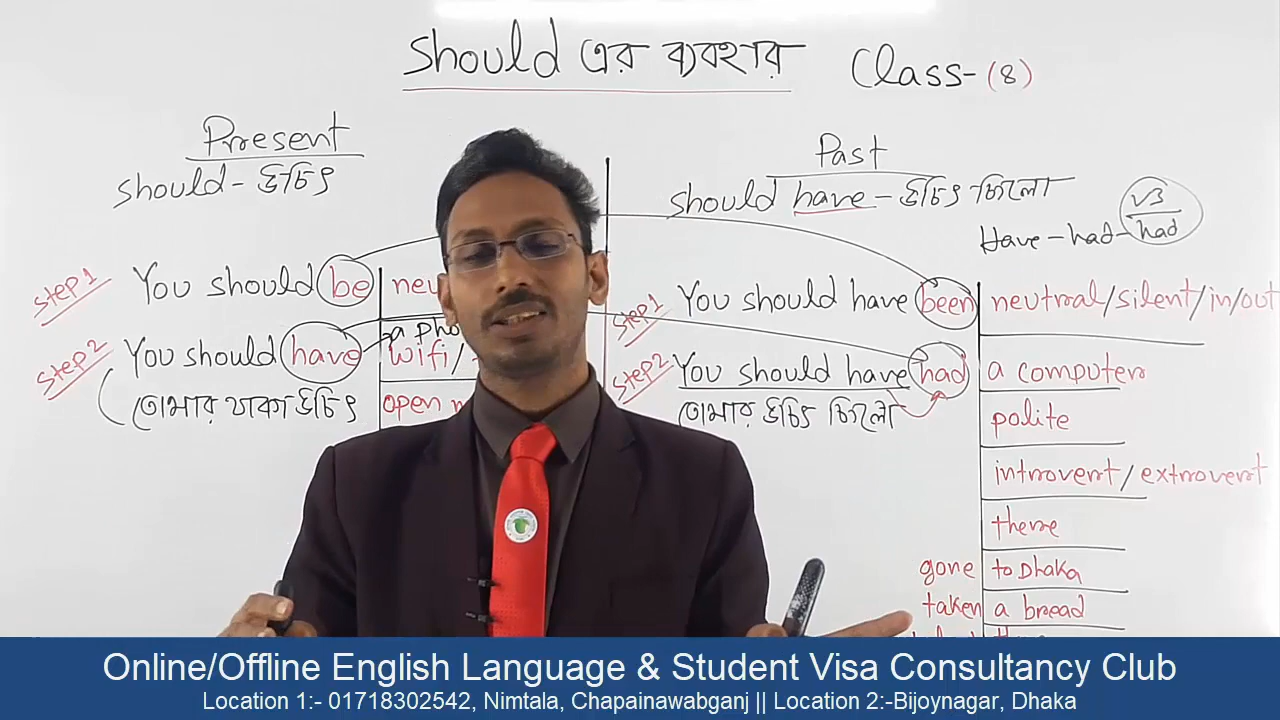 should এর ব্যবহার Class-(8)
Present
should - উচিৎ
Step 1 You should be
Step 2 You should have
a pho
wifi/
তোমার থাকা উচিৎ
open
Past
should have - উচিৎ ছিলো
Have - had - V3
had
Step 1 You should have been neutral/silent/in/out
Step 2 You should have had a computer
তোমার উচিৎ ছিলো polite
introvert/extrovert
there
gone to Dhaka
taken a bread
Online/Offline English Language & Student Visa Consultancy Club
Location 1:- 01718302542, Nimtala, Chapainawabganj || Location 2:-Bijoynagar, Dhaka